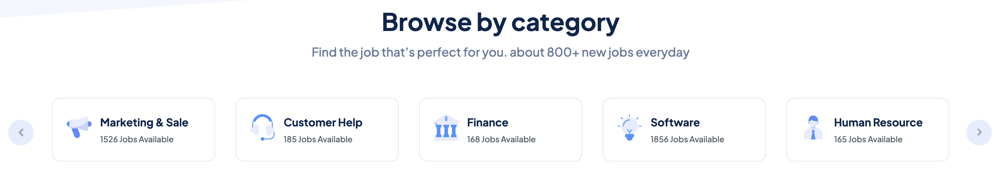 Browse by category
Find the job that’s perfect for you. about 800+ new jobs everyday
Marketing & Sale
1526 Jobs Available
Customer Help
185 Jobs Available
$
Finance
168 Jobs Available
Software
1856 Jobs Available
Human Resource
165 Jobs Available